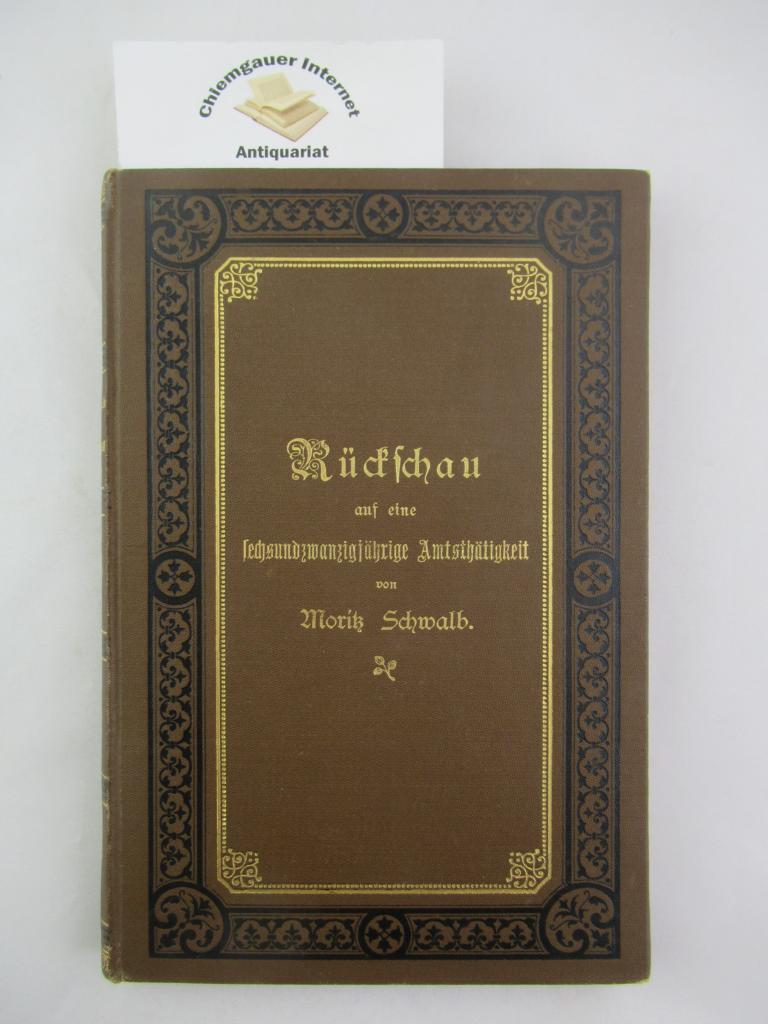 Chiemgauer Internet
Antiquariat
Rückschau
auf eine
sechsundzwanzigjährige Amtsthätigkeit
von
Moritz Schwalb.